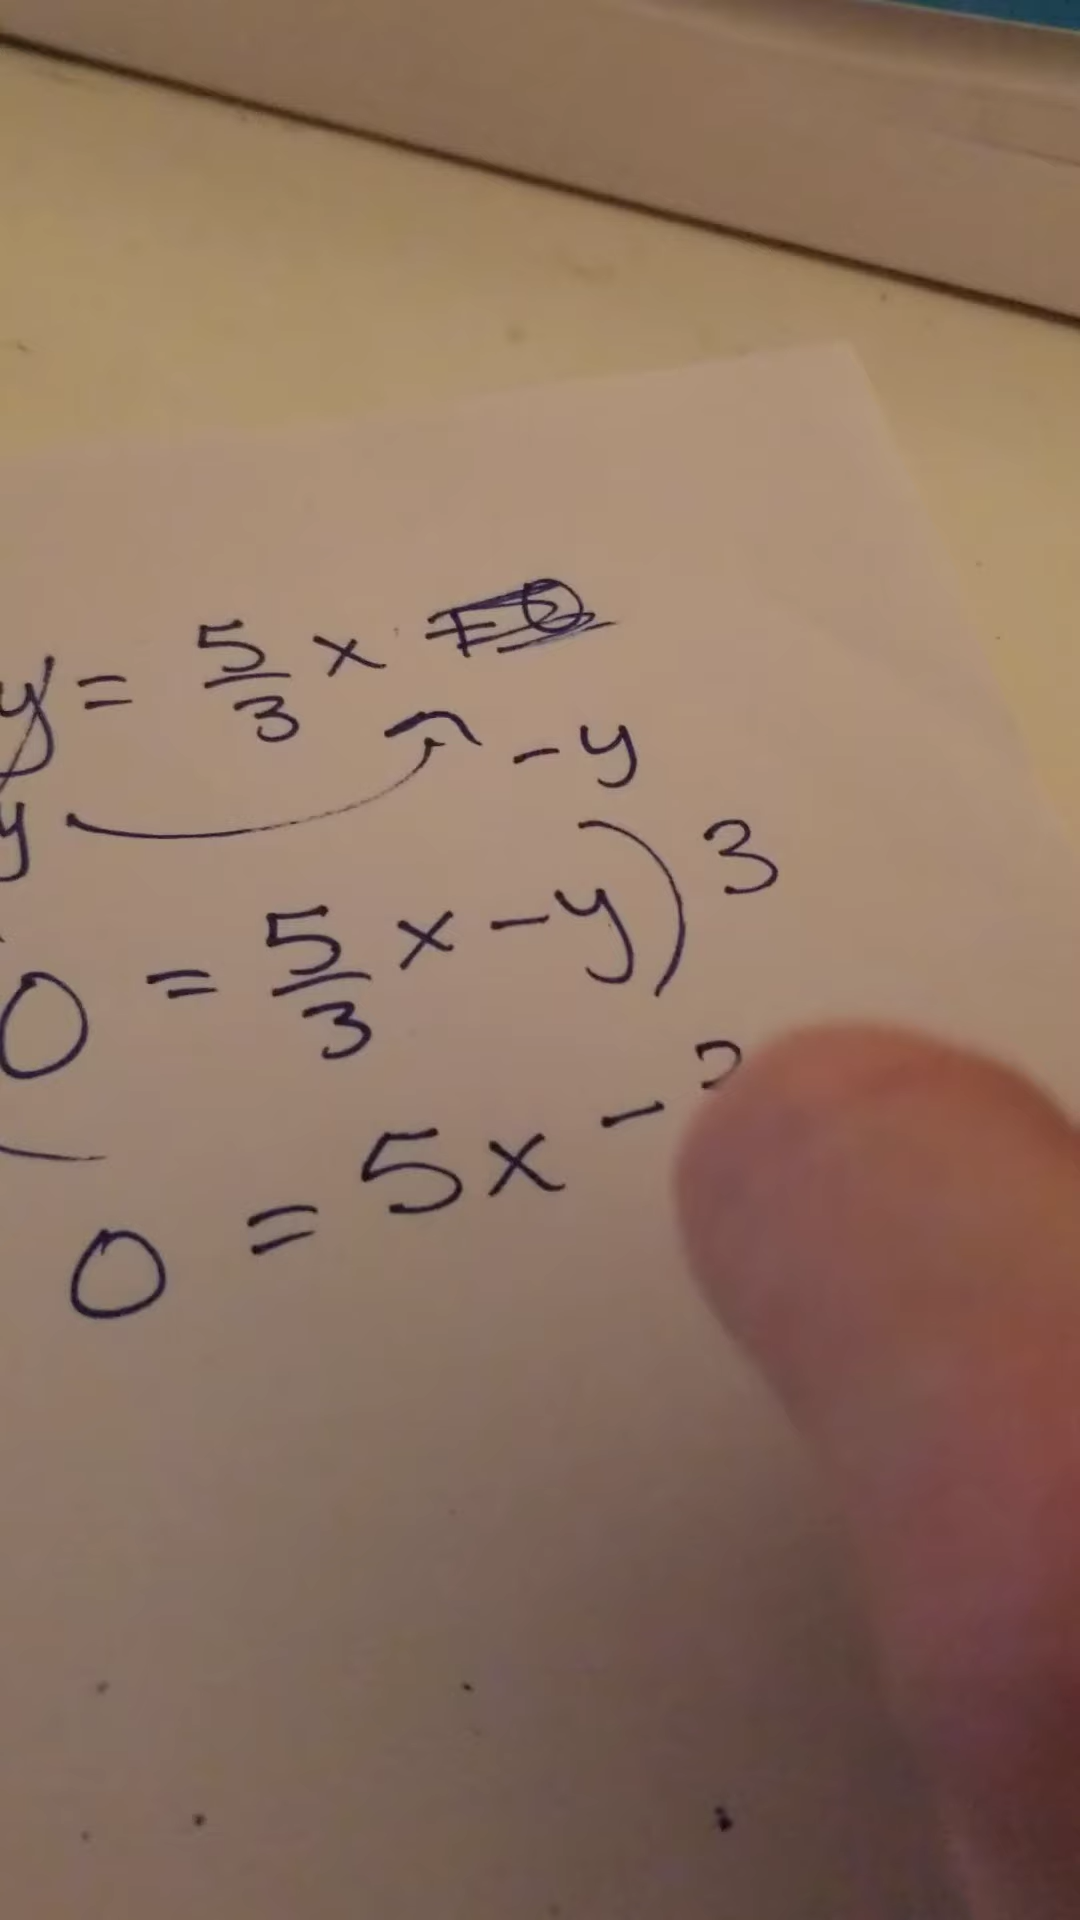 y = 5/3 x
y - y
0 = 5/3 x - y) 3
0 = 5x -